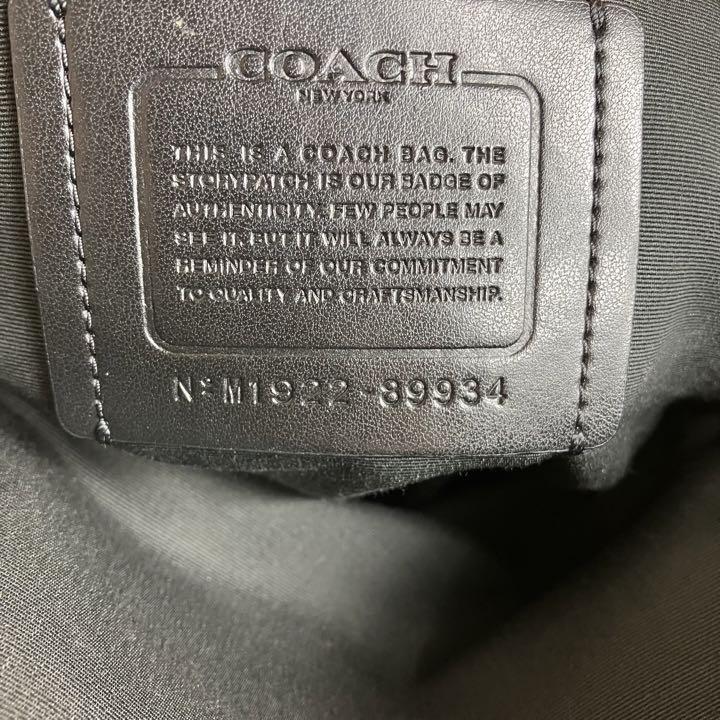 COACH
NEW YORK
THIS IS A COACH BAG. THE
STORYPATCH IS OUR BADGE OF
AUTHENTICITY. FEW PEOPLE MAY
SEE IT, BUT IT WILL ALWAYS BE A
REMINDER OF OUR COMMITMENT
TO QUALITY AND CRAFTSMANSHIP.
Nº M1922-89934